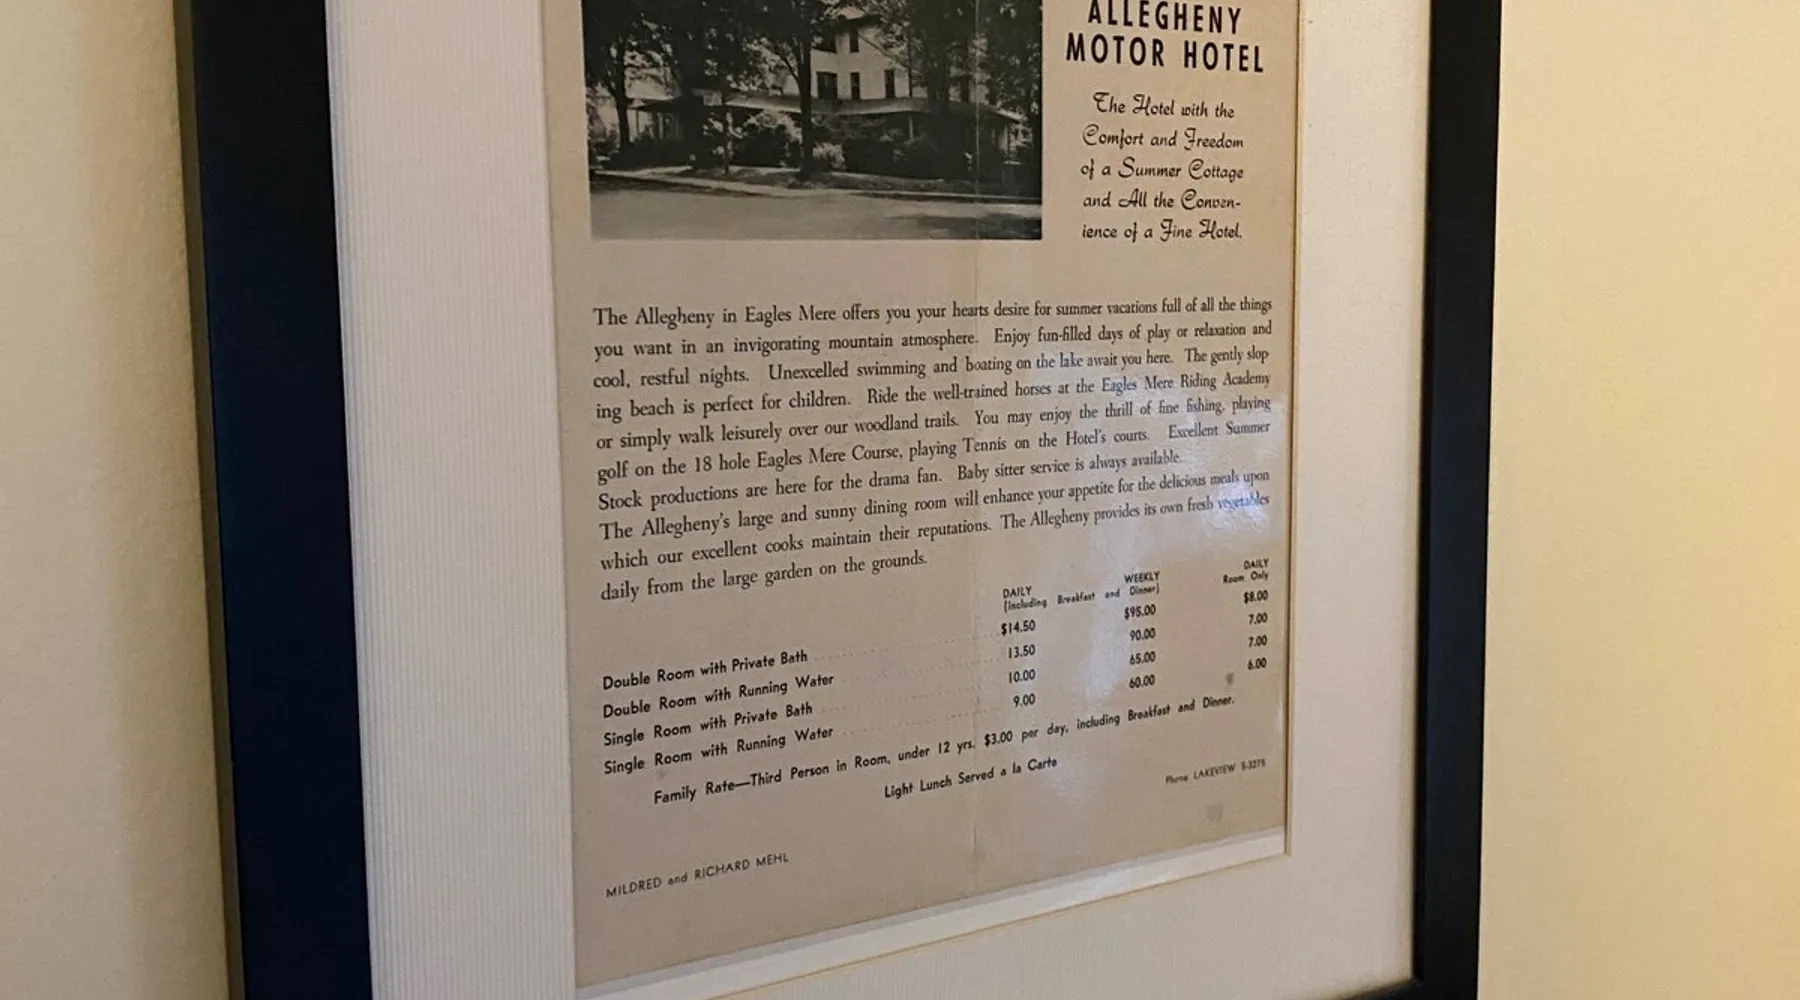 ALLEGHENY
MOTOR HOTEL
The Hotel with the
Comfort and Freedom
of a Summer Cottage
and All the Conven-
ience of a Fine Hotel.
The Allegheny in Eagles Mere offers you your hearts desire for summer vacations full of all the things
you want in an invigorating mountain atmosphere. Enjoy fun-filled days of play or relaxation and
cool, restful nights. Unexcelled swimming and boating on the lake await you here. The gently slop
ing beach is perfect for children. Ride the well-trained horses at the Eagles Mere Riding Academy
or simply walk leisurely over our woodland trails. You may enjoy the thrill of fine fishing, playing
golf on the 18 hole Eagles Mere Course, playing Tennis on the Hotel's courts. Excellent Summer
Stock productions are here for the drama fan. Baby sitter service is always available.
The Allegheny's large and sunny dining room will enhance your appetite for the delicious meals upon
which our excellent cooks maintain their reputations. The Allegheny provides its own fresh vegetables
daily from the large garden on the grounds.
DAILY WEEKLY DAILY
(including Breakfast and Dinner) Room Only
Double Room with Private Bath $14.50 $95.00 $8.00
Double Room with Running Water 13.50 90.00 7.00
Single Room with Private Bath 10.00 65.00 7.00
Single Room with Running Water 9.00 60.00 6.00
Family Rate—Third Person in Room, under 12 yrs. $3.00 per day, including Breakfast and Dinner.
Light Lunch Served a la Carte
Phone LAKEVIEW 5-3275
MILDRED and RICHARD MEHL